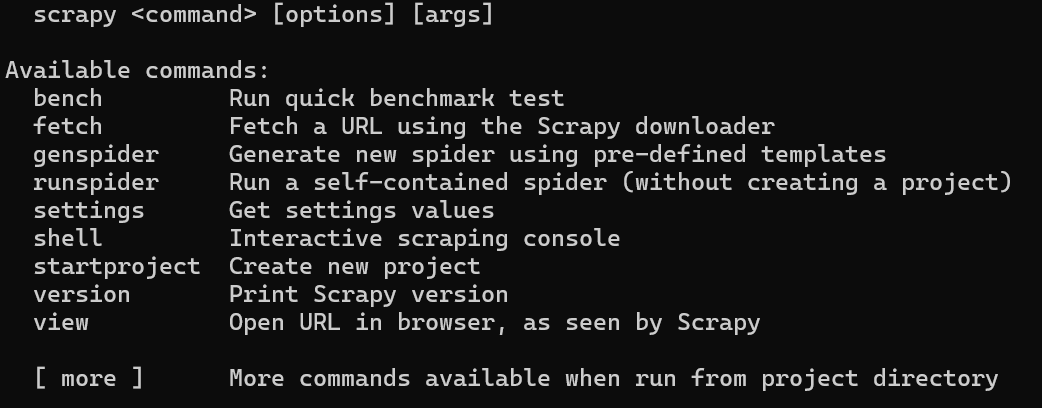 scrapy <command> [options] [args]
Available commands:
bench Run quick benchmark test
fetch Fetch a URL using the Scrapy downloader
genspider Generate new spider using pre-defined templates
runspider Run a self-contained spider (without creating a project)
settings Get settings values
shell Interactive scraping console
startproject Create new project
version Print Scrapy version
view Open URL in browser, as seen by Scrapy
[ more ] More commands available when run from project directory